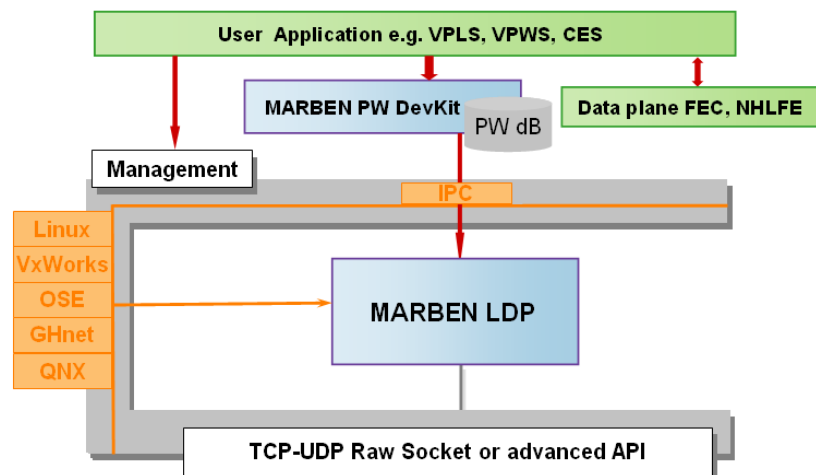 User Application e.g. VPLS, VPWS, CES
MARBEN PW DevKit
PW dB
Data plane FEC, NHLFE
Management
IPC
Linux
VxWorks
OSE
GHnet
QNX
MARBEN LDP
TCP-UDP Raw Socket or advanced API